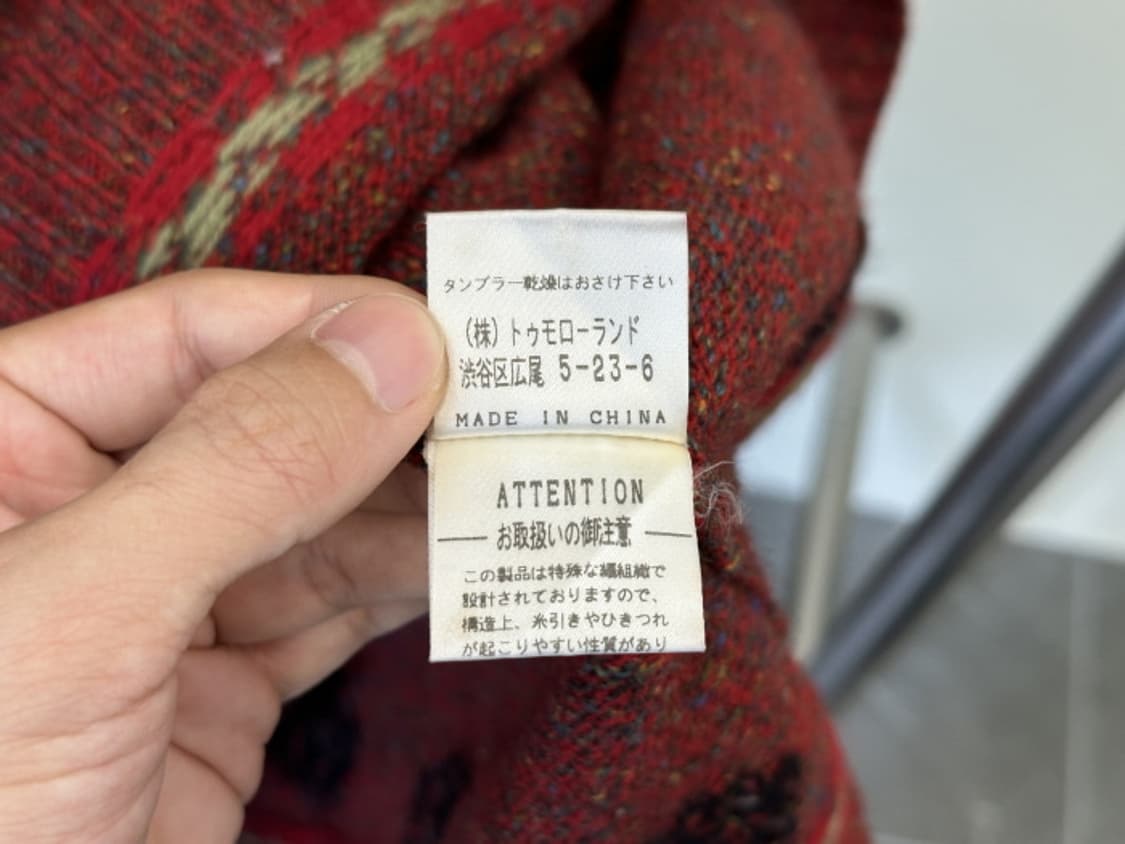 タンブラー乾燥はおさけ下さい
(株)トゥモローランド
渋谷区広尾 5-23-6
MADE IN CHINA
ATTENTION
お取扱いの御注意
この製品は特殊な編組織で
設計されておりますので、
構造上、糸引きやひきつれ
が起こりやすい性質があり